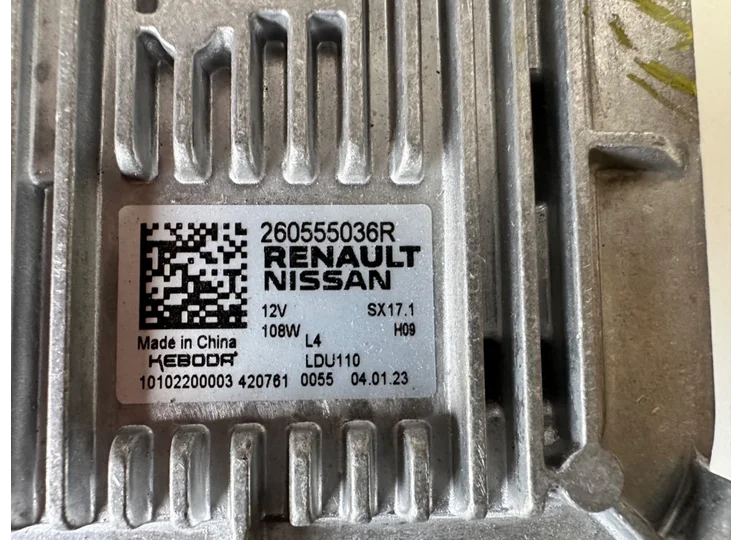 260555036R
RENAULT
NISSAN
12V SX17.1
108W H09
L4
Made in China
KEBODA LDU110
10102200003 420761 0055 04.01.23